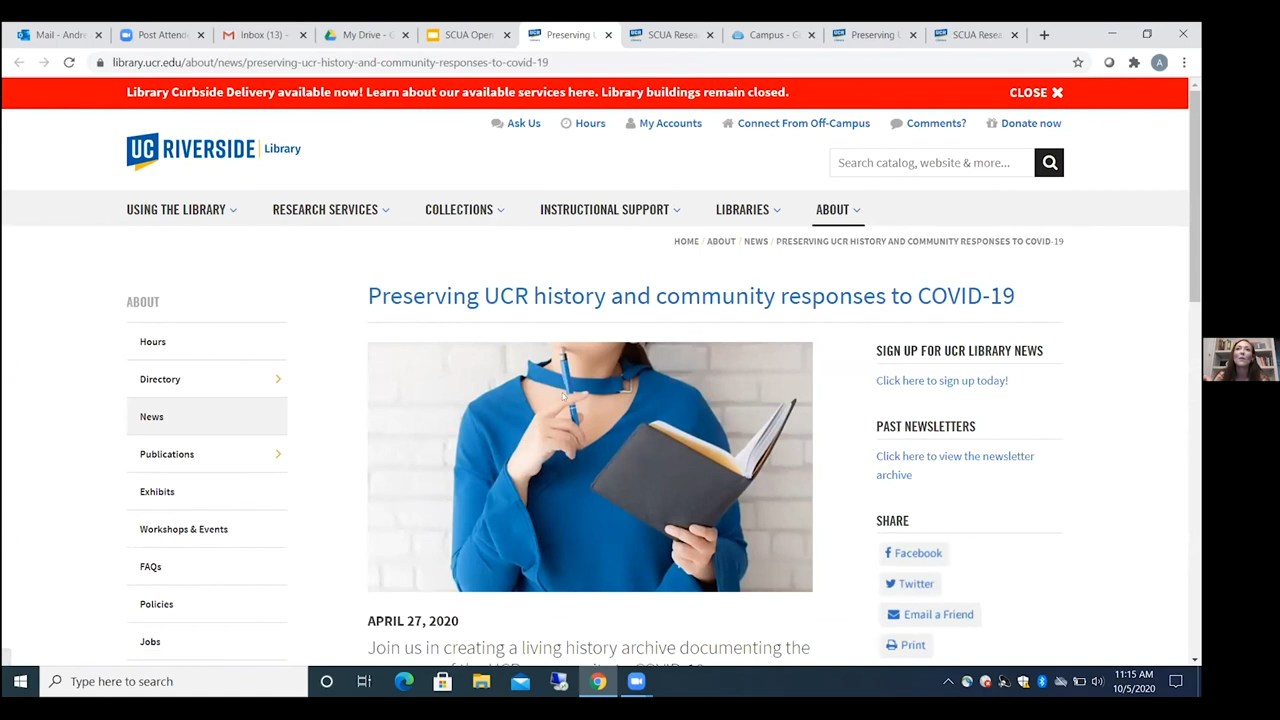 Mail - Andre
Post Attende
Inbox (13) -
My Drive - G
SCUA Open
Preserving U
SCUA Resea
Campus - Go
Preserving U
SCUA Resea
library.ucr.edu/about/news/preserving-ucr-history-and-community-responses-to-covid-19
A
Library Curbside Delivery available now! Learn about our available services here. Library buildings remain closed.
CLOSE
Ask Us
Hours
My Accounts
Connect From Off-Campus
Comments?
Donate now
UC RIVERSIDE Library
Search catalog, website & more...
USING THE LIBRARY
RESEARCH SERVICES
COLLECTIONS
INSTRUCTIONAL SUPPORT
LIBRARIES
ABOUT
HOME / ABOUT / NEWS / PRESERVING UCR HISTORY AND COMMUNITY RESPONSES TO COVID-19
ABOUT
Hours
Directory
News
Publications
Exhibits
Workshops & Events
FAQs
Policies
Jobs
Preserving UCR history and community responses to COVID-19
APRIL 27, 2020
Join us in creating a living history archive documenting the
SIGN UP FOR UCR LIBRARY NEWS
Click here to sign up today!
PAST NEWSLETTERS
Click here to view the newsletter
archive
SHARE
Facebook
Twitter
Email a Friend
Print
Type here to search
11:15 AM
10/5/2020